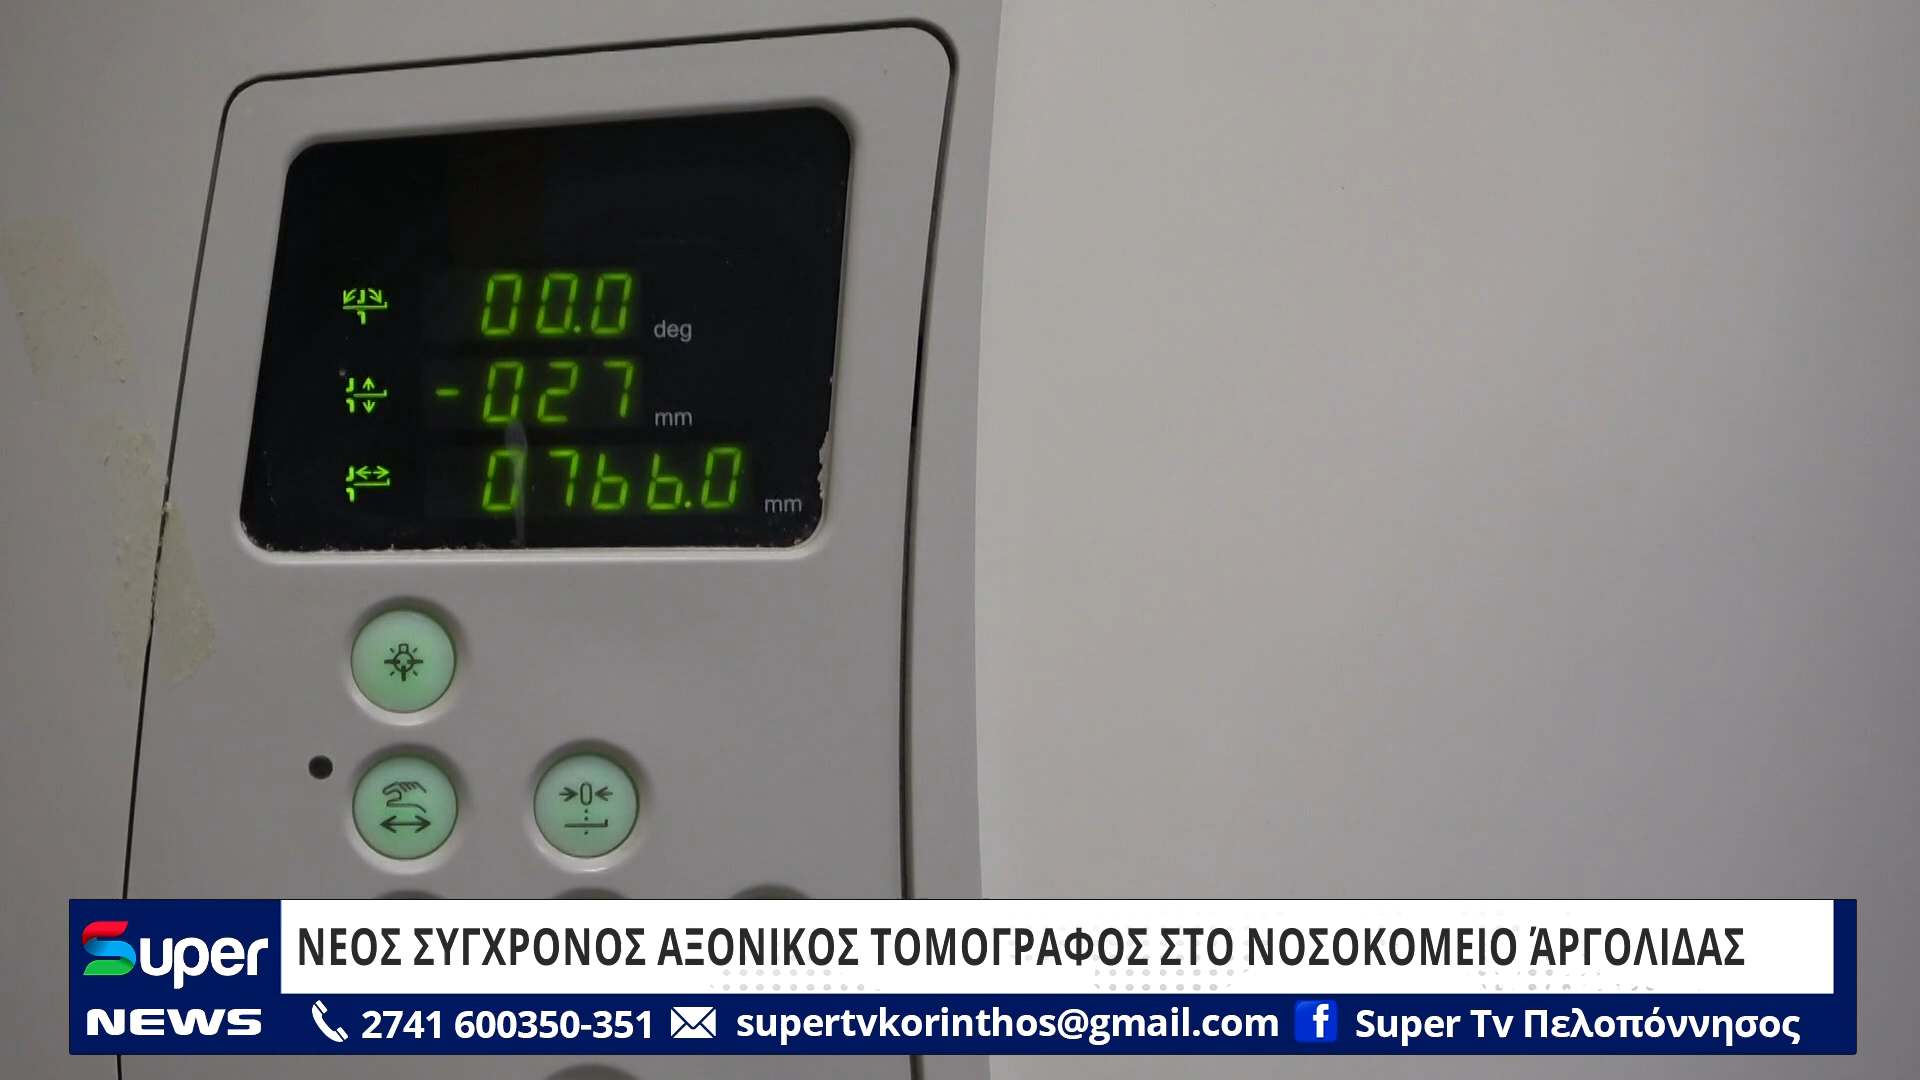 00.0 deg
-027 mm
0766.0 mm
→0←
Super
NEWS
ΝΕΟΣ ΣΥΓΧΡΟΝΟΣ ΑΞΟΝΙΚΟΣ ΤΟΜΟΓΡΑΦΟΣ ΣΤΟ ΝΟΣΟΚΟΜΕΙΟ ΆΡΓΟΛΙΔΑΣ
2741 600350-351 supertvkorinthos@gmail.com f Super Tv Πελοπόννησος